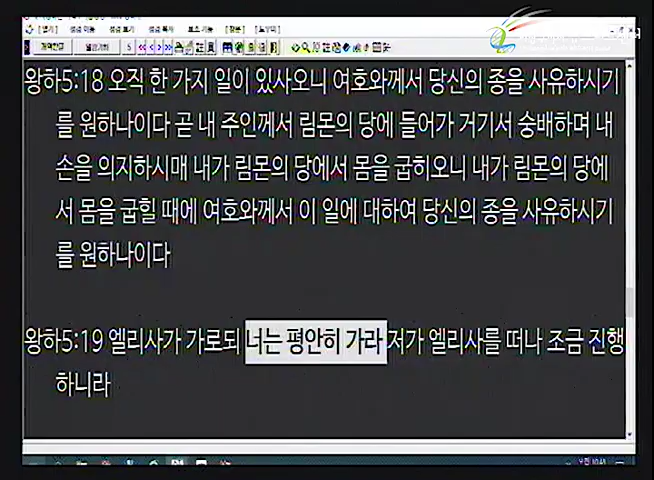 왕하5:18 오직 한 가지 일이 있사오니 여호와께서 당신의 종을 사유하시기
를 원하나이다 곧 내 주인께서 림몬의 당에 들어가 거기서 숭배하며 내
손을 의지하시매 내가 림몬의 당에서 몸을 굽히오니 내가 림몬의 당에
서 몸을 굽힐 때에 여호와께서 이 일에 대하여 당신의 종을 사유하시기
를 원하나이다
왕하5:19 엘리사가 가로되 너는 평안히 가라 저가 엘리사를 떠나 조금 진행
하니라